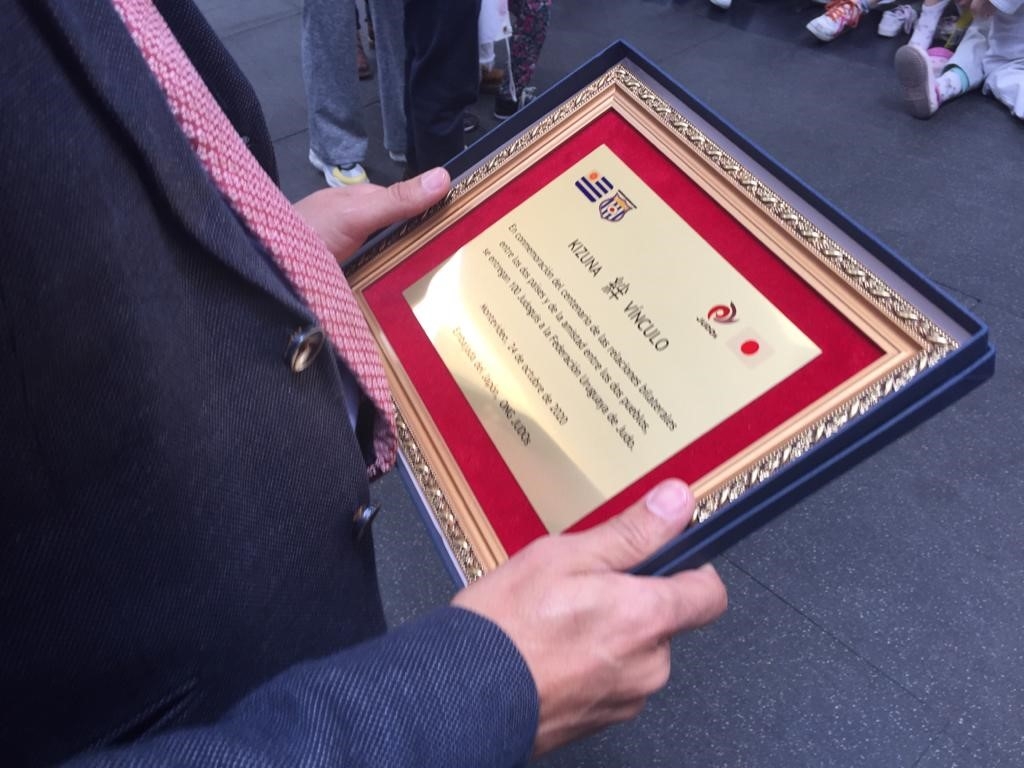 JUDOs
KIZUNA 絆 VÍNCULO
En conmemoración del centenario de las relaciones bilaterales
entre los dos países y de la amistad entre los dos pueblos,
se entregan 100 Judogis a la Federación Uruguaya de Judo.
Montevideo, 24 de octubre de 2020
Embajada del Japón, ONG JUDOs